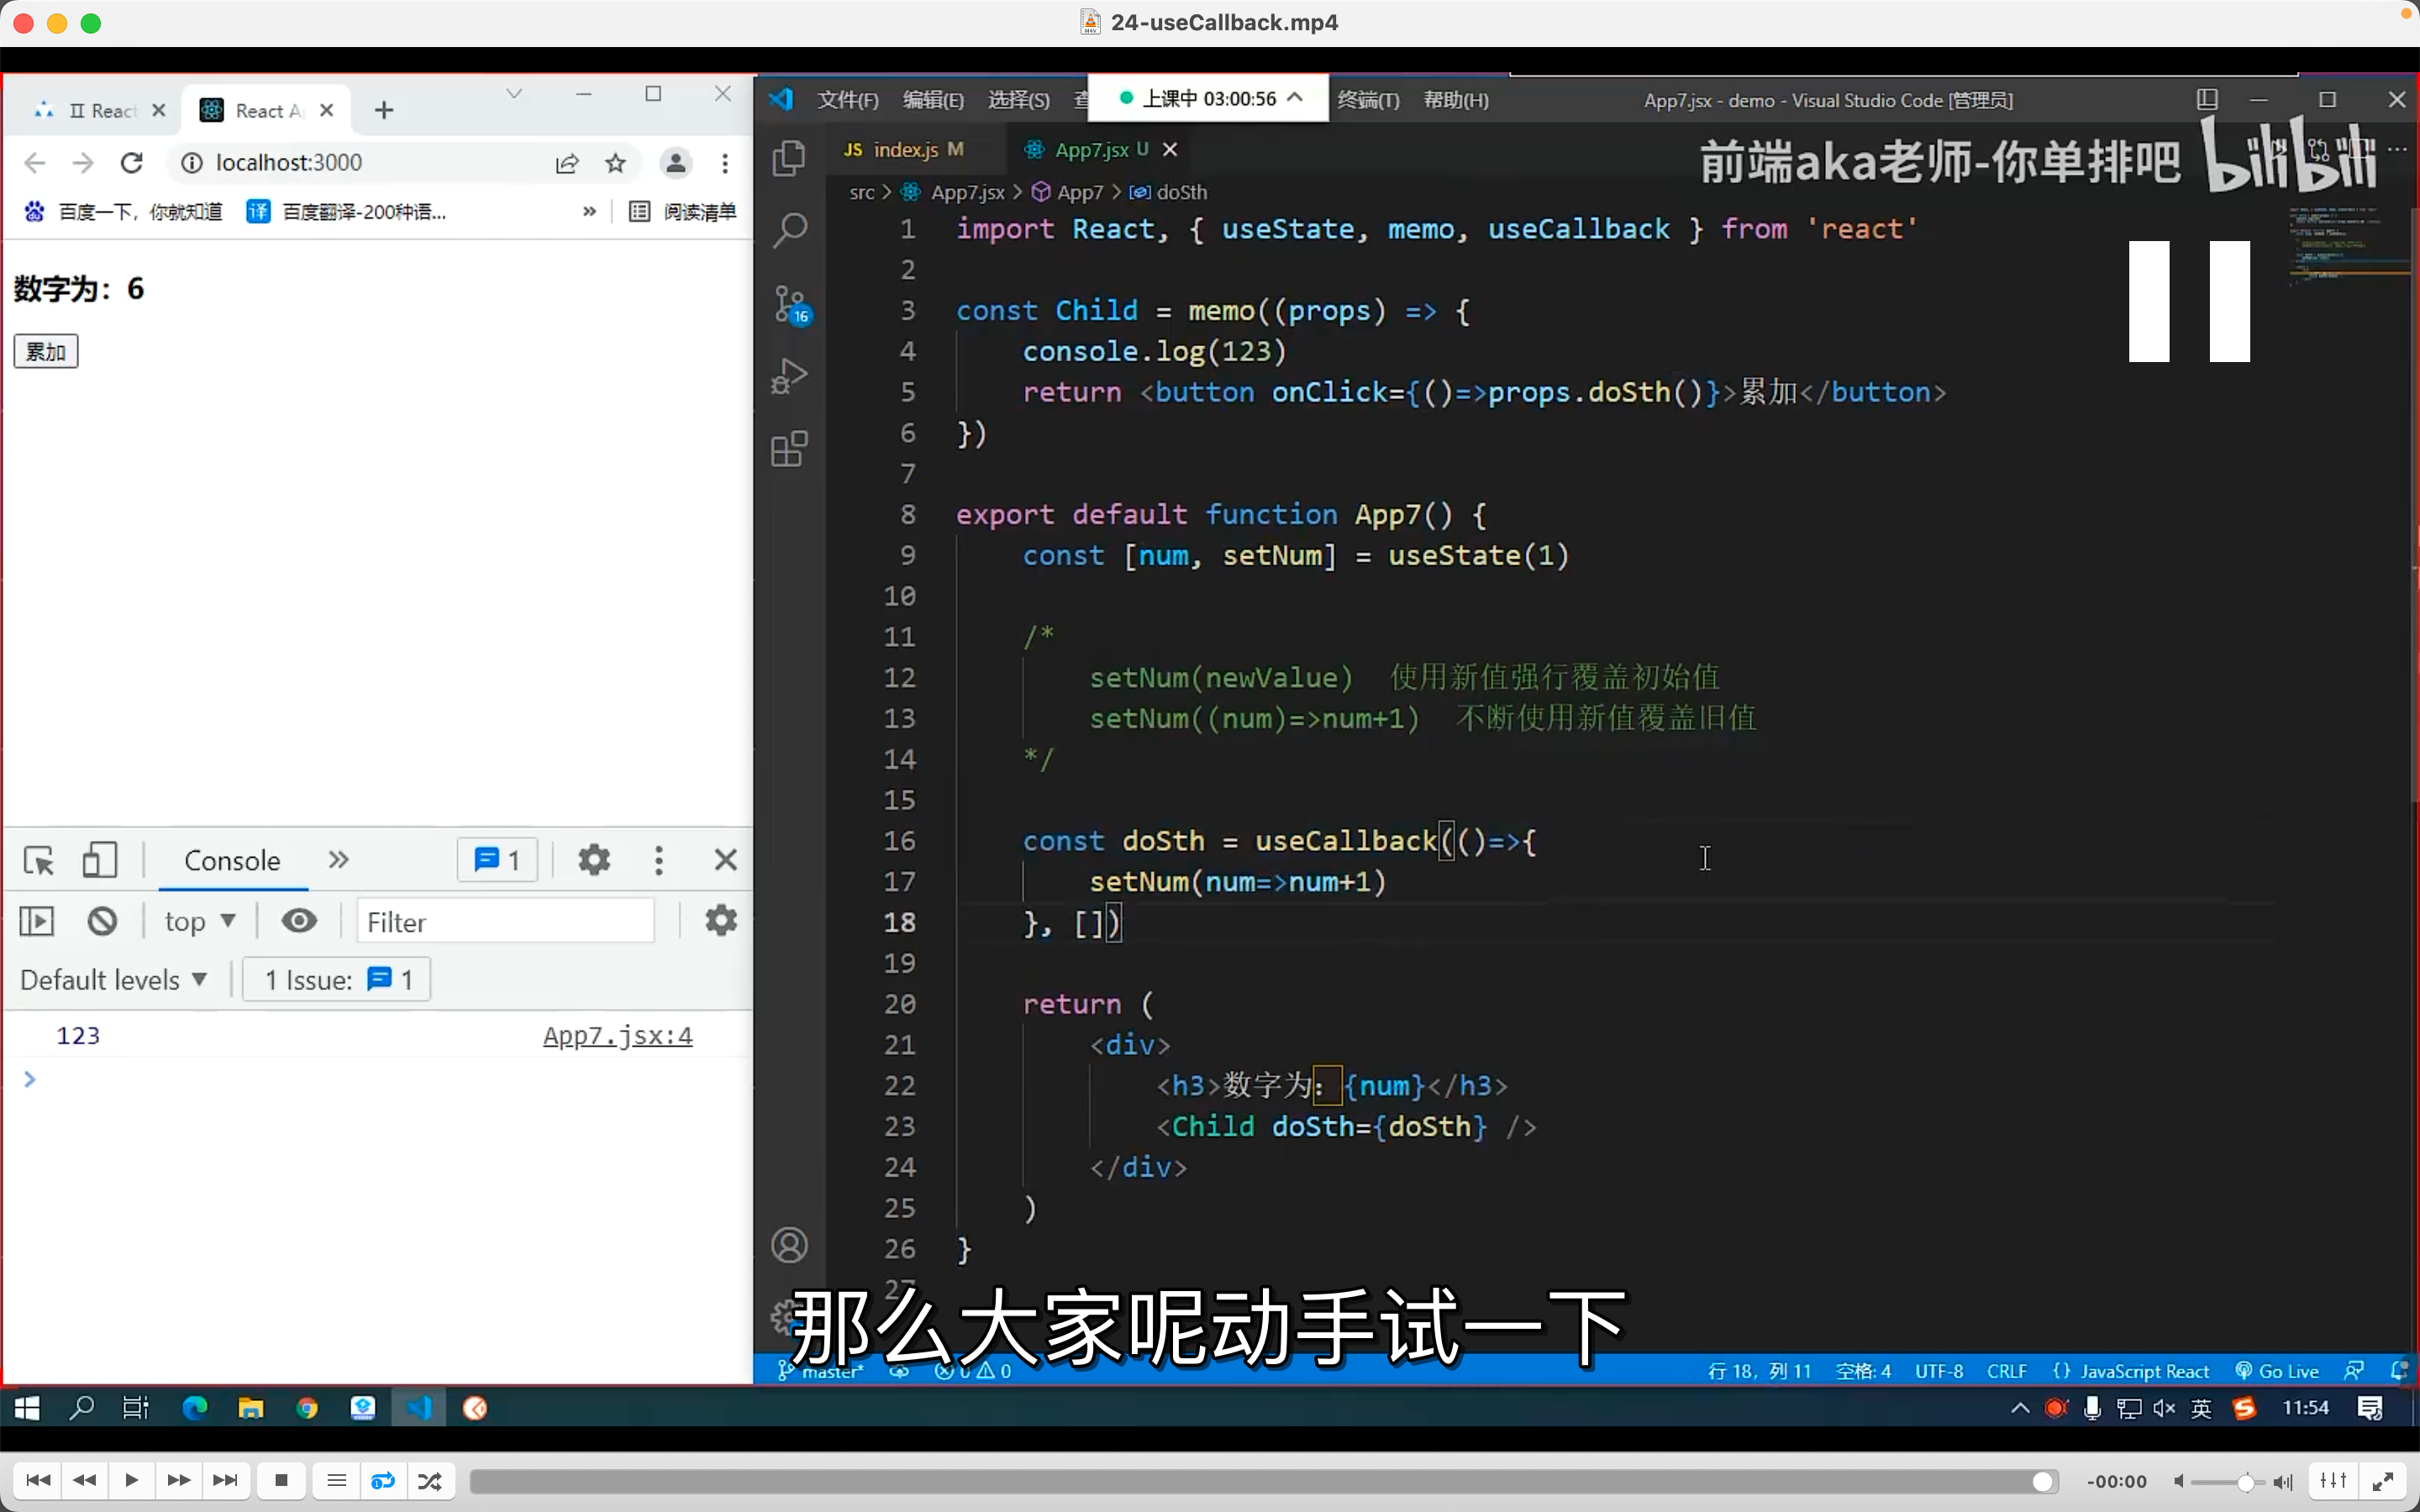 24-useCallback.mp4
React
React A
localhost:3000
百度一下，你就知道
译
百度翻译-200种语...
»
阅读清单
数字为：6
累加
Console
»
1
top
Filter
Default levels
1 Issue:
1
123
App7.jsx:4
文件(F) 编辑(E) 选择(S)
上课中 03:00:56
终端(T) 帮助(H)
App7.jsx - demo - Visual Studio Code [管理员]
JS index.js M
App7.jsx U
前端aka老师-你单排吧 bilibili
src > App7.jsx > App7 > doSth
16
1 import React, { useState, memo, useCallback } from 'react'
2
3 const Child = memo((props) => {
4 console.log(123)
5 return <button onClick={()=>props.doSth()}>累加</button>
6 })
7
8 export default function App7() {
9 const [num, setNum] = useState(1)
10
11 /*
12 setNum(newValue) 使用新值强行覆盖初始值
13 setNum((num)=>num+1) 不断使用新值覆盖旧值
14 */
15
16 const doSth = useCallback(()=>{
17 setNum(num=>num+1)
18 }, [])
19
20 return (
21 <div>
22 <h3>数字为：{num}</h3>
23 <Child doSth={doSth} />
24 </div>
25 )
26 }
27
那么大家呢动手试一下
master* 0 0
行 18，列 11 空格: 4 UTF-8 CRLF {} JavaScript React Go Live
英
11:54
-00:00